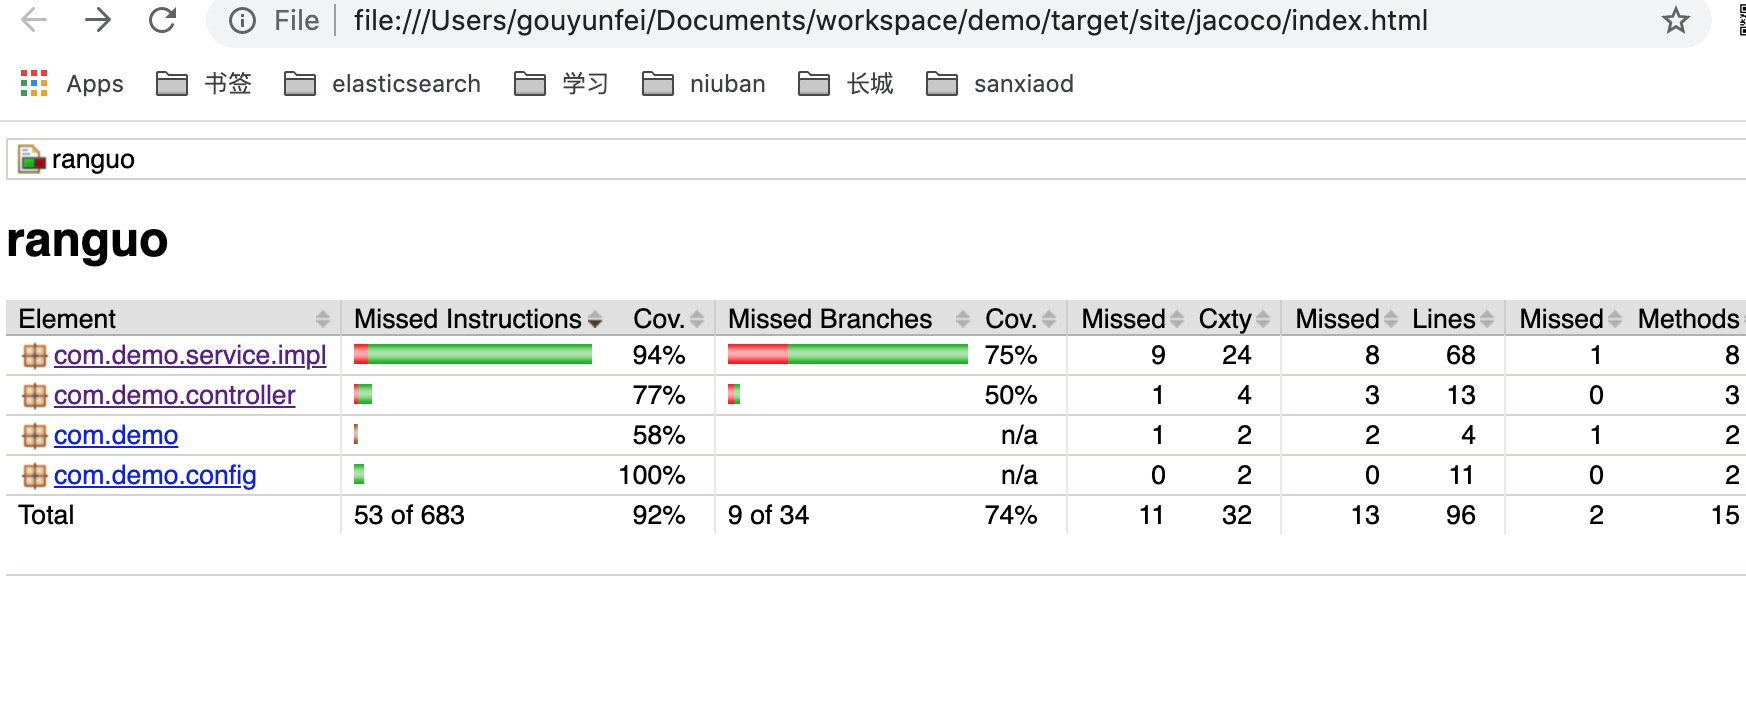 File file:///Users/gouyunfei/Documents/workspace/demo/target/site/jacoco/index.html
Apps 书签 elasticsearch 学习 niuban 长城 sanxiaod
ranguo
ranguo
Element Missed Instructions Cov. Missed Branches Cov. Missed Cxty Missed Lines Missed Methods
com.demo.service.impl 94% 75% 9 24 8 68 1 8
com.demo.controller 77% 50% 1 4 3 13 0 3
com.demo 58% n/a 1 2 2 4 1 2
com.demo.config 100% n/a 0 2 0 11 0 2
Total 53 of 683 92% 9 of 34 74% 11 32 13 96 2 15